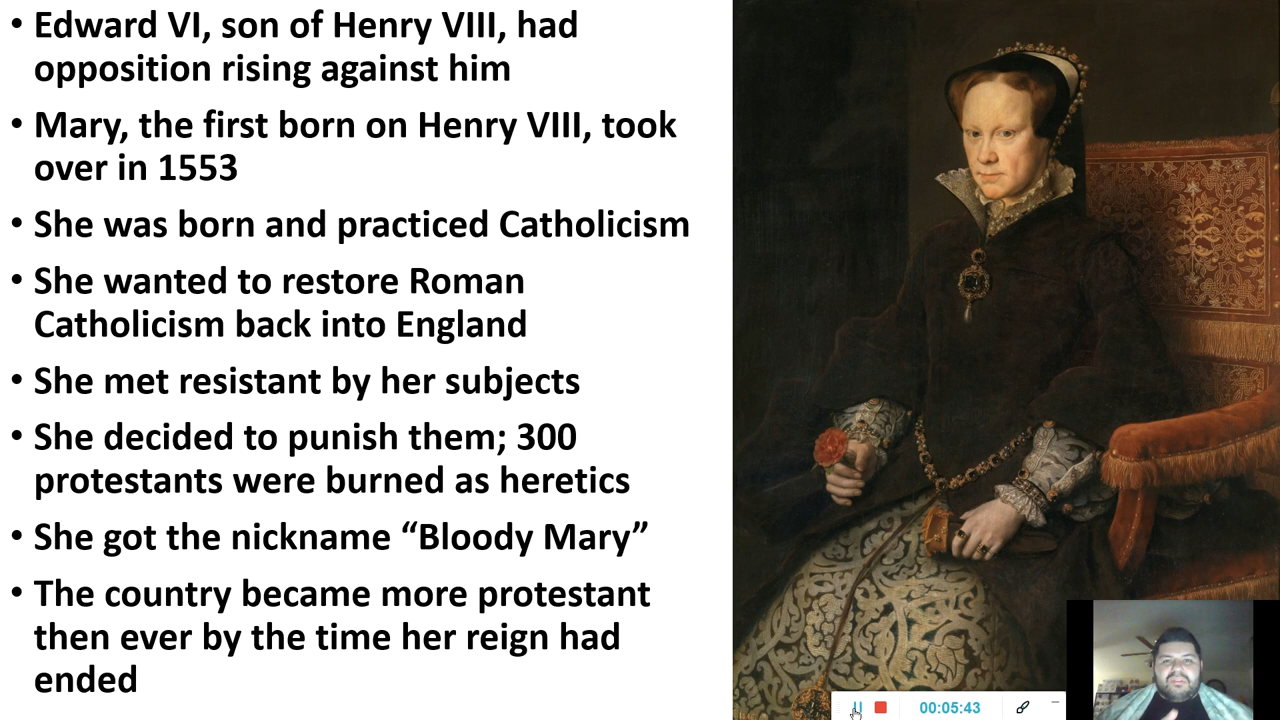 • Edward VI, son of Henry VIII, had
opposition rising against him
• Mary, the first born on Henry VIII, took
over in 1553
• She was born and practiced Catholicism
• She wanted to restore Roman
Catholicism back into England
• She met resistant by her subjects
• She decided to punish them; 300
protestants were burned as heretics
• She got the nickname “Bloody Mary”
• The country became more protestant
then ever by the time her reign had
ended
00:05:43